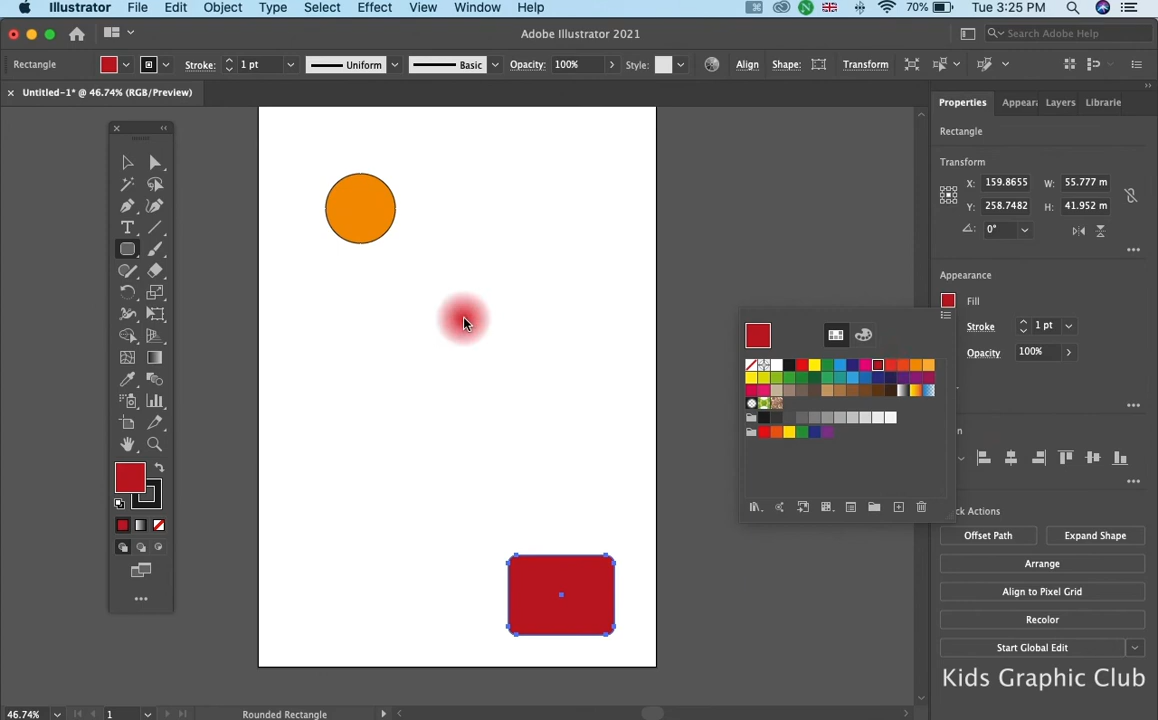 Illustrator File Edit Object Type Select Effect View Window Help 70% Tue 3:25 PM
Adobe Illustrator 2021 Search Adobe Help
Rectangle Stroke: 1 pt Uniform Basic Opacity: 100% Style: Align Shape: Transform
× Untitled-1* @ 46.74% (RGB/Preview)
Properties Appear Layers Librarie
Rectangle
Transform
X: 159.8655 W: 55.777 m
Y: 258.7482 H: 41.952 m
0°
Appearance
Fill
Stroke 1 pt
Opacity 100%
Offset Path Expand Shape
Arrange
Align to Pixel Grid
Recolor
Start Global Edit
Kids Graphic Club
46.74% 1 Rounded Rectangle